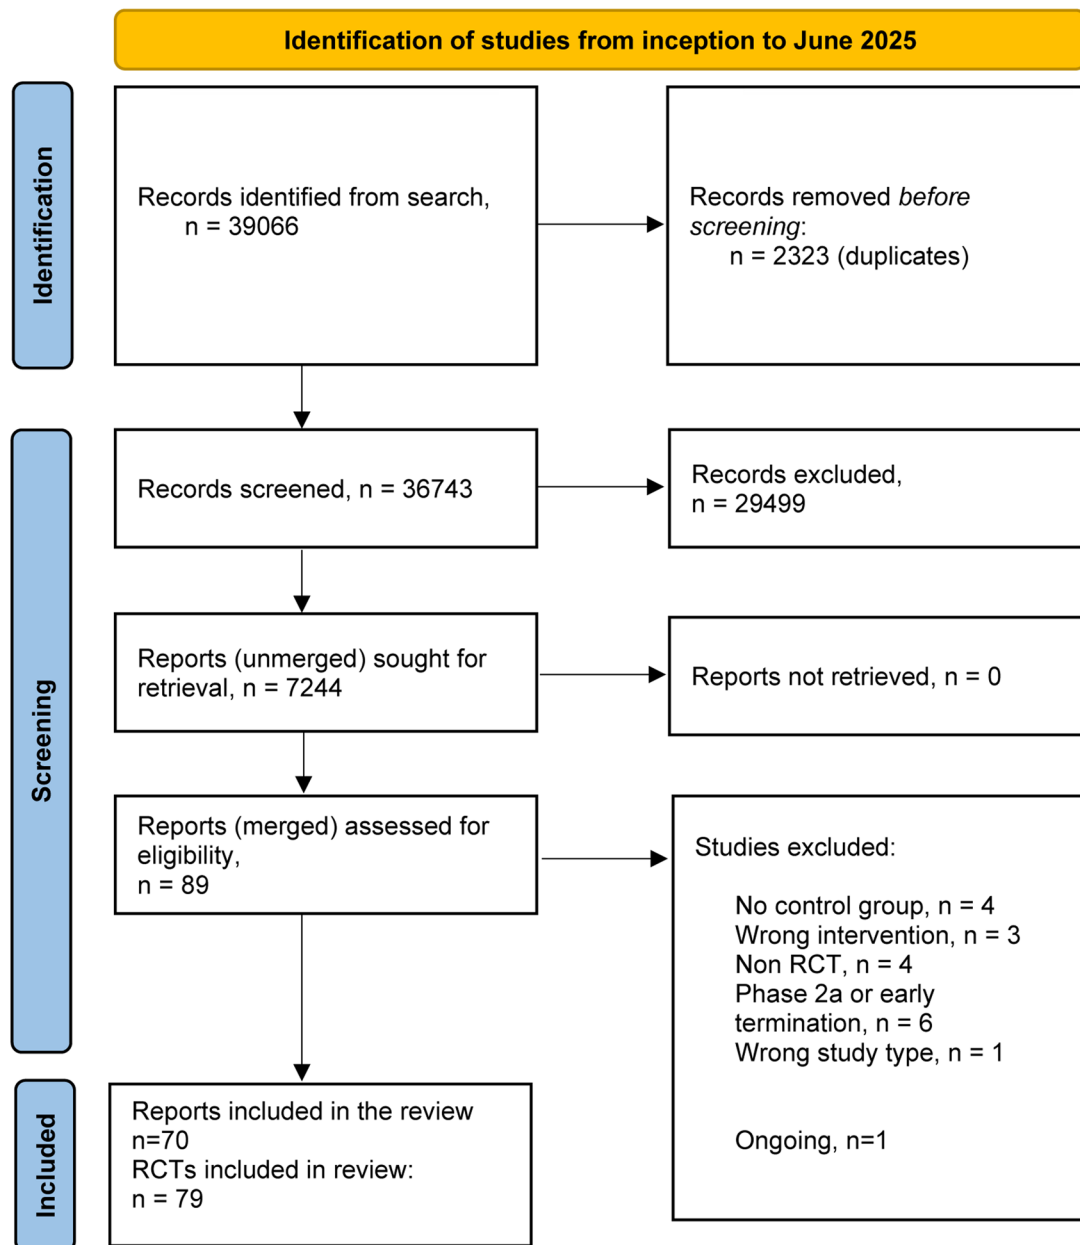 Identification of studies from inception to June 2025
Identification
Records identified from search,
n = 39066
Records removed before
screening:
n = 2323 (duplicates)
Screening
Records screened, n = 36743
Records excluded,
n = 29499
Reports (unmerged) sought for
retrieval, n = 7244
Reports not retrieved, n = 0
Reports (merged) assessed for
eligibility,
n = 89
Studies excluded:
No control group, n = 4
Wrong intervention, n = 3
Non RCT, n = 4
Phase 2a or early
termination, n = 6
Wrong study type, n = 1
Ongoing, n=1
Included
Reports included in the review
n=70
RCTs included in review:
n = 79